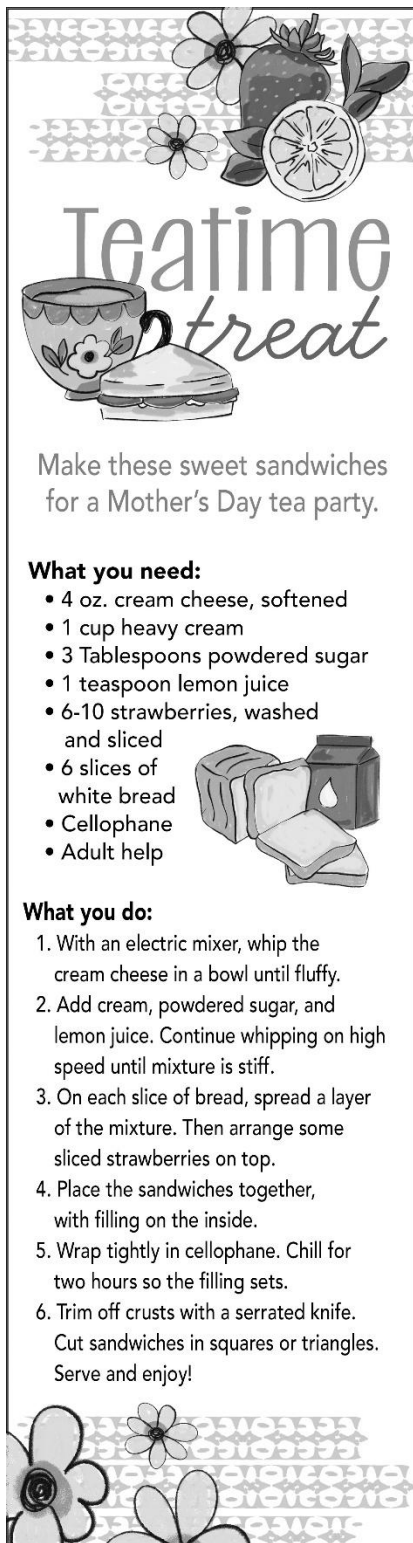 Teatime
treat
Make these sweet sandwiches
for a Mother's Day tea party.
What you need:
• 4 oz. cream cheese, softened
• 1 cup heavy cream
• 3 Tablespoons powdered sugar
• 1 teaspoon lemon juice
• 6-10 strawberries, washed
and sliced
• 6 slices of
white bread
• Cellophane
• Adult help
What you do:
1. With an electric mixer, whip the
cream cheese in a bowl until fluffy.
2. Add cream, powdered sugar, and
lemon juice. Continue whipping on high
speed until mixture is stiff.
3. On each slice of bread, spread a layer
of the mixture. Then arrange some
sliced strawberries on top.
4. Place the sandwiches together,
with filling on the inside.
5. Wrap tightly in cellophane. Chill for
two hours so the filling sets.
6. Trim off crusts with a serrated knife.
Cut sandwiches in squares or triangles.
Serve and enjoy!